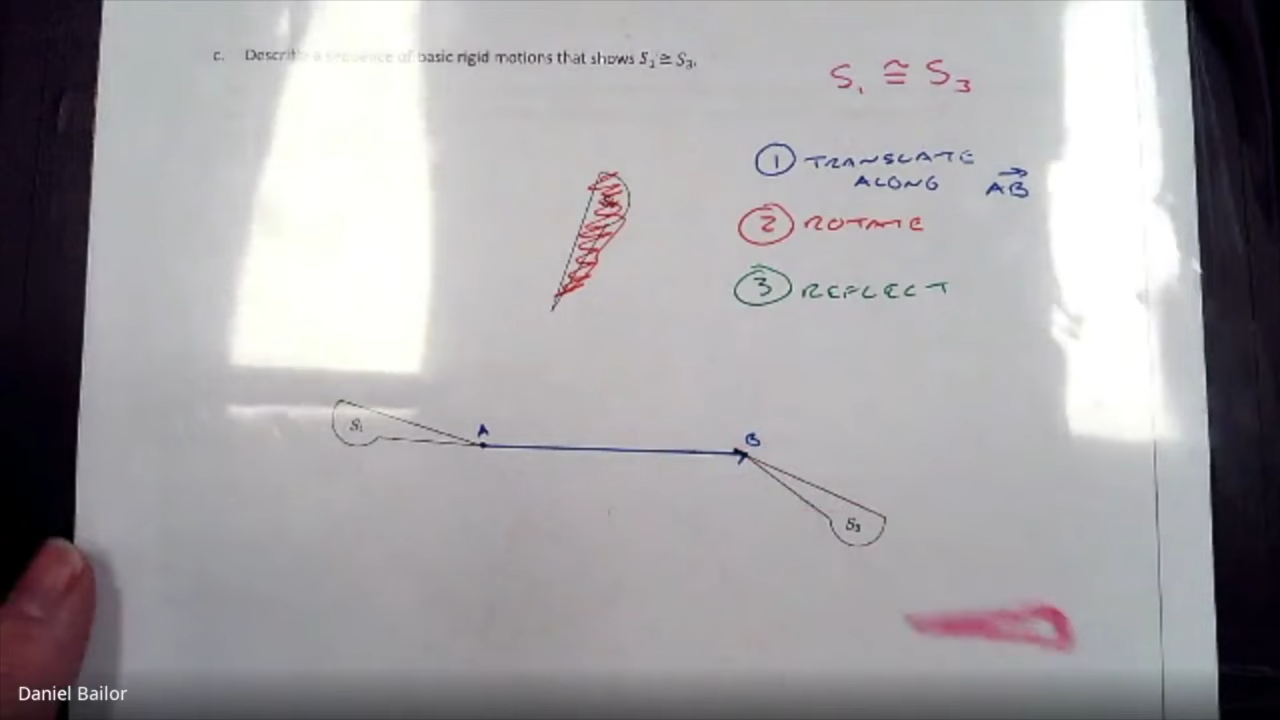 c. Describe a sequence of basic rigid motions that shows S₁ ≅ S₃.
S₁ ≅ S₃
① TRANSLATE
ALONG AB⃗
② ROTATE
③ REFLECT
S₁
A
B
S₃
Daniel Bailor